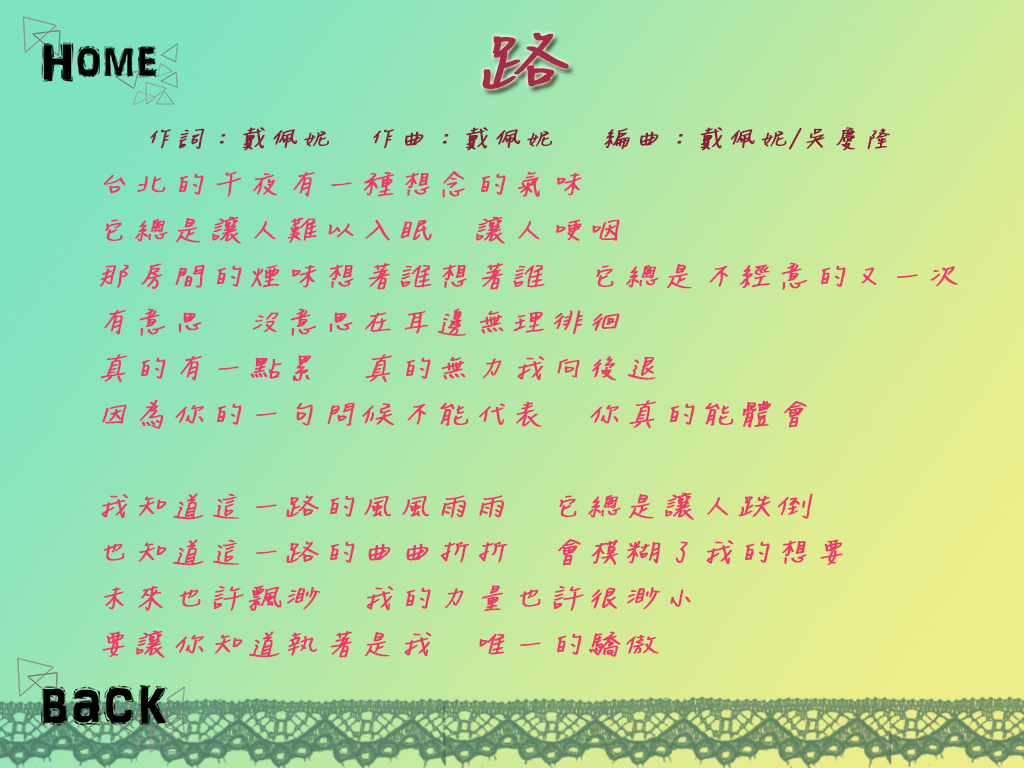 HOME
路
作詞：戴佩妮 作曲：戴佩妮 編曲：戴佩妮/吳慶隆
台北的午夜有一種想念的氣味
它總是讓人難以入眠 讓人哽咽
那房間的煙味想著誰想著誰 它總是不經意的又一次
有意思 沒意思在耳邊無理徘徊
真的有一點累 真的無力我向後退
因為你的一句問候不能代表 你真的能體會
我知道這一路的風風雨雨 它總是讓人跌倒
也知道這一路的曲曲折折 會模糊了我的想要
未來也許飄渺 我的力量也許很渺小
要讓你知道執著是我 唯一的驕傲
BaCK